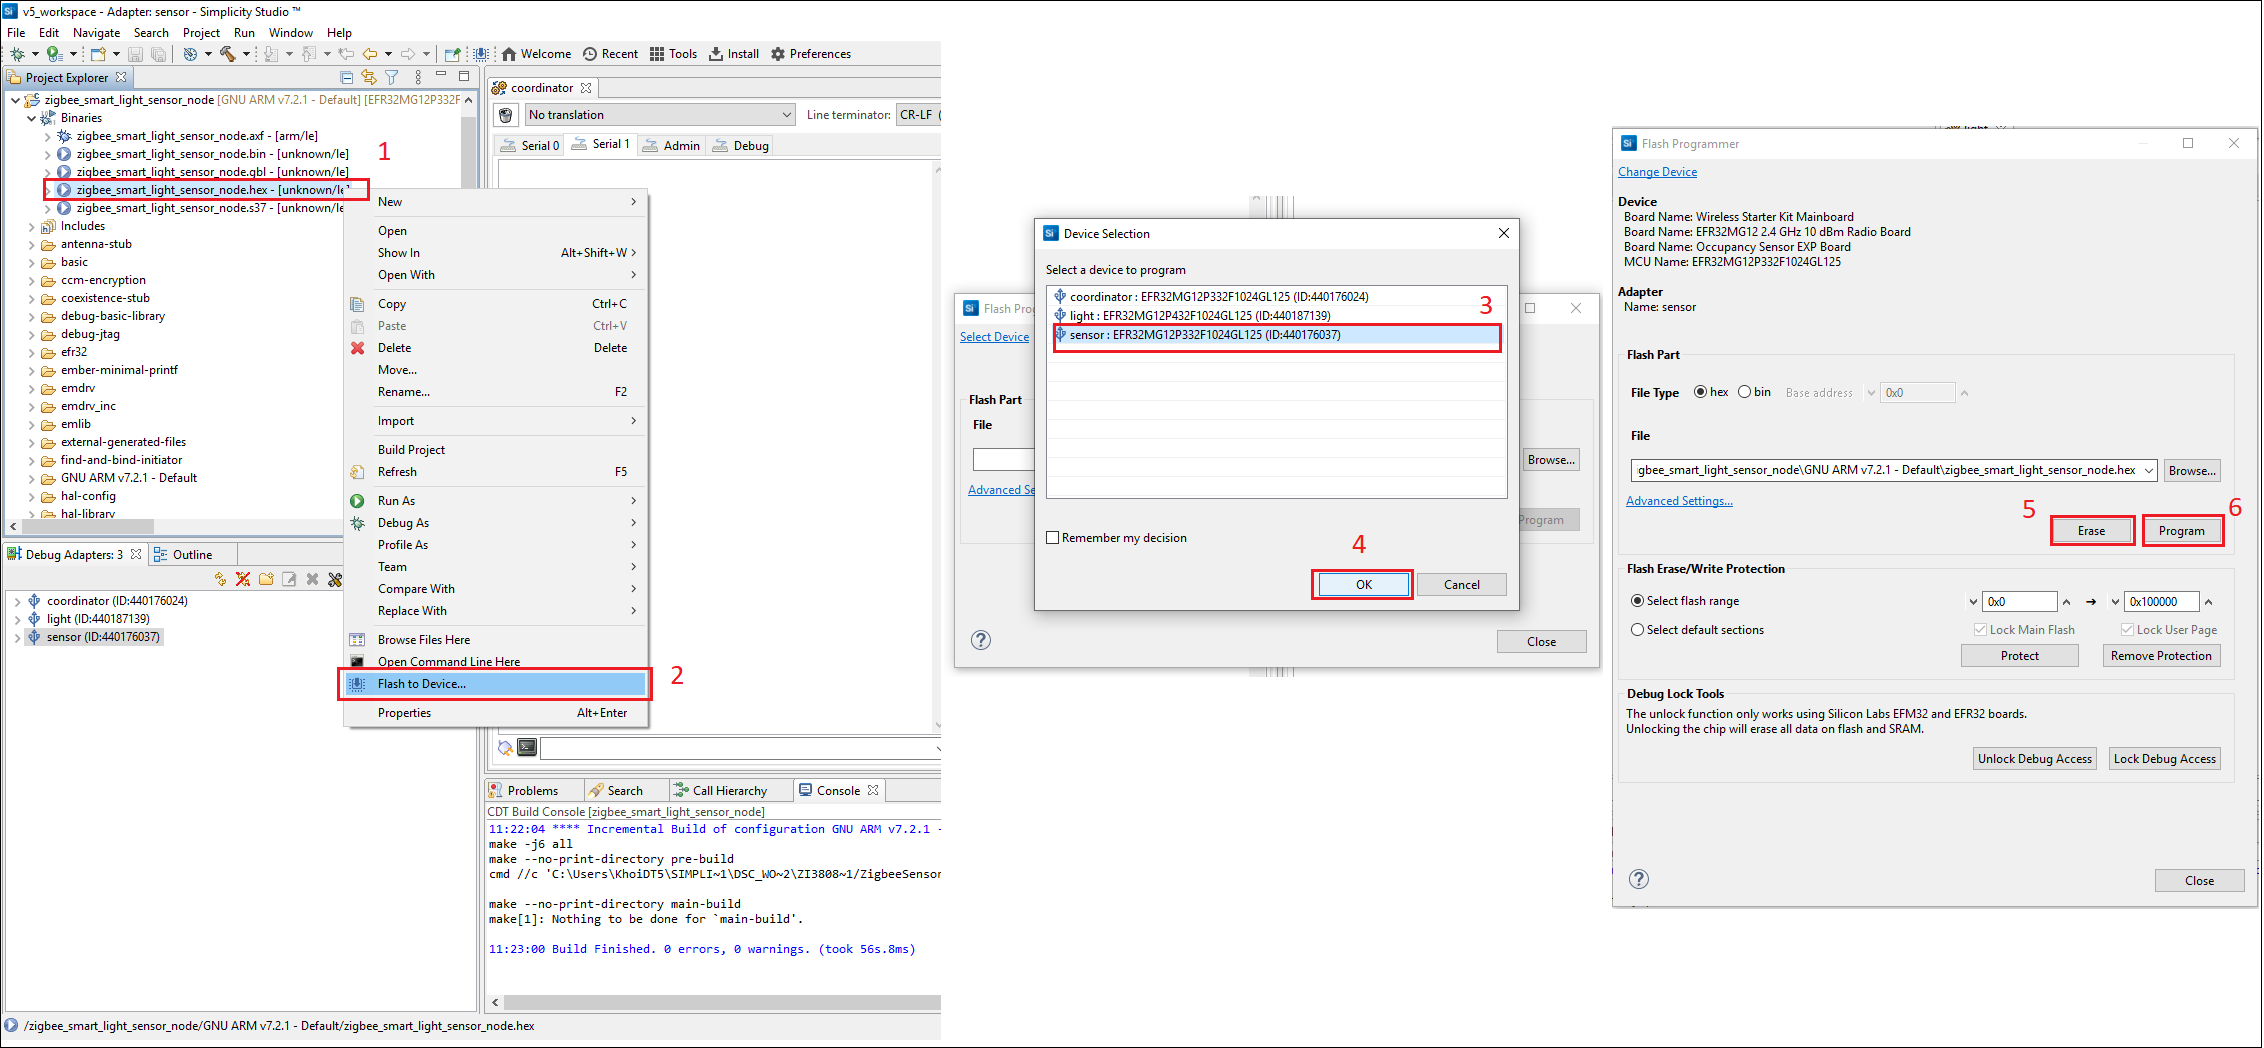 v5_workspace - Adapter: sensor - Simplicity Studio ™
File Edit Navigate Search Project Run Window Help
Welcome Recent Tools Install Preferences
Project Explorer
zigbee_smart_light_sensor_node [GNU ARM v7.2.1 - Default] [EFR32MG12P332F
Binaries
zigbee_smart_light_sensor_node.axf - [arm/le]
zigbee_smart_light_sensor_node.bin - [unknown/le]
1
zigbee_smart_light_sensor_node.gbl - [unknown/le]
zigbee_smart_light_sensor_node.hex - [unknown/le]
zigbee_smart_light_sensor_node.s37 - [unknown/le
Includes
antenna-stub
basic
ccm-encryption
coexistence-stub
debug-basic-library
debug-jtag
efr32
ember-minimal-printf
emdrv
emdrv_inc
emlib
external-generated-files
find-and-bind-initiator
GNU ARM v7.2.1 - Default
hal-config
hal-library
New
Open
Show In Alt+Shift+W
Open With
Copy Ctrl+C
Paste Ctrl+V
Delete Delete
Move...
Rename... F2
Import
Build Project
Refresh F5
Run As
Debug As
Profile As
Team
Compare With
Replace With
Browse Files Here
Open Command Line Here
Flash to Device...
2
Properties Alt+Enter
Debug Adapters: 3 Outline
coordinator (ID:440176024)
light (ID:440187139)
sensor (ID:440176037)
/zigbee_smart_light_sensor_node/GNU ARM v7.2.1 - Default/zigbee_smart_light_sensor_node.hex
coordinator
No translation Line terminator: CR-LF (
Serial 0 Serial 1 Admin Debug
Problems Search Call Hierarchy Console
CDT Build Console [zigbee_smart_light_sensor_node]
11:22:04 **** Incremental Build of configuration GNU ARM v7.2.1 -
make -j6 all
make --no-print-directory pre-build
cmd //c 'C:\Users\KhoiDT5\SIMPLI~1\DSC_WO~2\ZI3808~1/ZigbeeSensor
make --no-print-directory main-build
make[1]: Nothing to be done for `main-build'.
11:23:00 Build Finished. 0 errors, 0 warnings. (took 56s.8ms)
Flash Pro
Select Device
Flash Part
File
Browse...
Advanced Se
Program
Close
Device Selection
Select a device to program
coordinator : EFR32MG12P332F1024GL125 (ID:440176024)
light : EFR32MG12P432F1024GL125 (ID:440187139)
3
sensor : EFR32MG12P332F1024GL125 (ID:440176037)
Remember my decision
4
OK Cancel
Flash Programmer
Change Device
Device
Board Name: Wireless Starter Kit Mainboard
Board Name: EFR32MG12 2.4 GHz 10 dBm Radio Board
Board Name: Occupancy Sensor EXP Board
MCU Name: EFR32MG12P332F1024GL125
Adapter
Name: sensor
Flash Part
File Type hex bin Base address 0x0
File
igbee_smart_light_sensor_node\GNU ARM v7.2.1 - Default\zigbee_smart_light_sensor_node.hex Browse...
Advanced Settings...
5 6
Erase Program
Flash Erase/Write Protection
Select flash range 0x0 0x100000
Select default sections Lock Main Flash Lock User Page
Protect Remove Protection
Debug Lock Tools
The unlock function only works using Silicon Labs EFM32 and EFR32 boards.
Unlocking the chip will erase all data on flash and SRAM.
Unlock Debug Access Lock Debug Access
Close